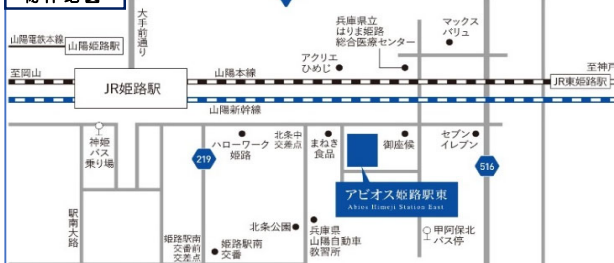 大手前通り
兵庫県立
はりま姫路
総合医療センター
マックス
バリュ
山陽電鉄本線
山陽姫路駅
アクリエ
ひめじ
至岡山
山陽本線
至神戸
JR姫路駅
JR東姫路駅
山陽新幹線
神姫
バス
乗り場
ハローワーク
姫路
北条中
交差点
まねき
食品
御座候
セブン
イレブン
219
516
アビオス姫路駅東
Abios Himeji Station East
駅南大路
北条公園
兵庫県
山陽自動車
教習所
甲阿保北
バス停
姫路駅南
交番前
交差点
姫路駅南
交番